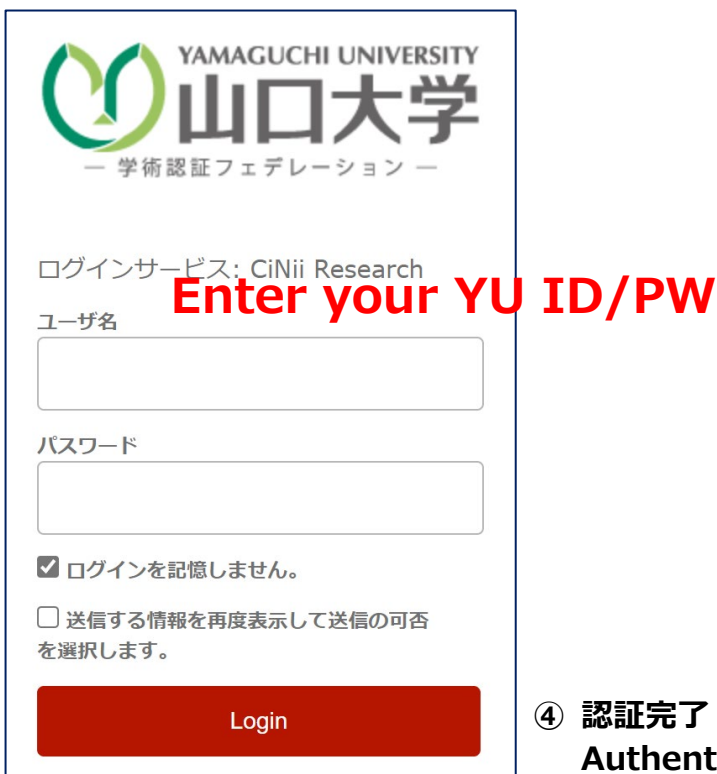 YAMAGUCHI UNIVERSITY
山口大学
― 学術認証フェデレーション ―
ログインサービス: CiNii Research
Enter your YU ID/PW
ユーザ名
パスワード
ログインを記憶しません。
送信する情報を再度表示して送信の可否
を選択します。
Login
④ 認証完了
Authent